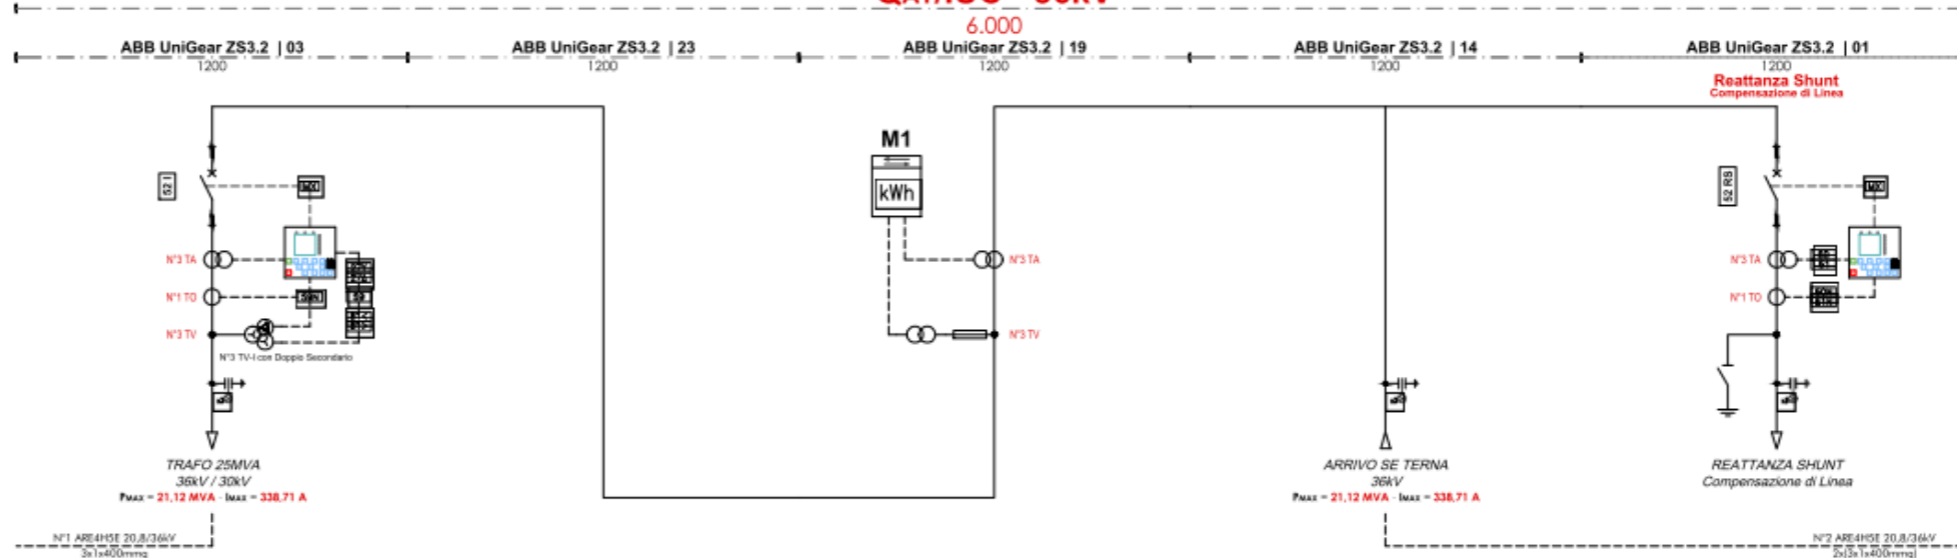 6.000
ABB UniGear ZS3.2 | 03
ABB UniGear ZS3.2 | 23
ABB UniGear ZS3.2 | 19
ABB UniGear ZS3.2 | 14
ABB UniGear ZS3.2 | 01
1200
1200
1200
1200
1200
Reattanza Shunt
Compensazione di Linea
M1
kWh
52 I
52 RS
MX
MX
N°3 TA
N°3 TA
N°3 TA
N°1 TO
N°1 TO
N°3 TV
N°3 TV
N°3 TV-I con Doppio Secondario
TRAFO 25MVA
36kV / 30kV
PMAX = 21,12 MVA - IMAX = 338,71 A
ARRIVO SE TERNA
36kV
PMAX = 21,12 MVA - IMAX = 338,71 A
REATTANZA SHUNT
Compensazione di Linea
N°1 ARE4H5E 20,8/36kV
3x1x400mmq
N°2 ARE4H5E 20,8/36kV
2x(3x1x400mmq)